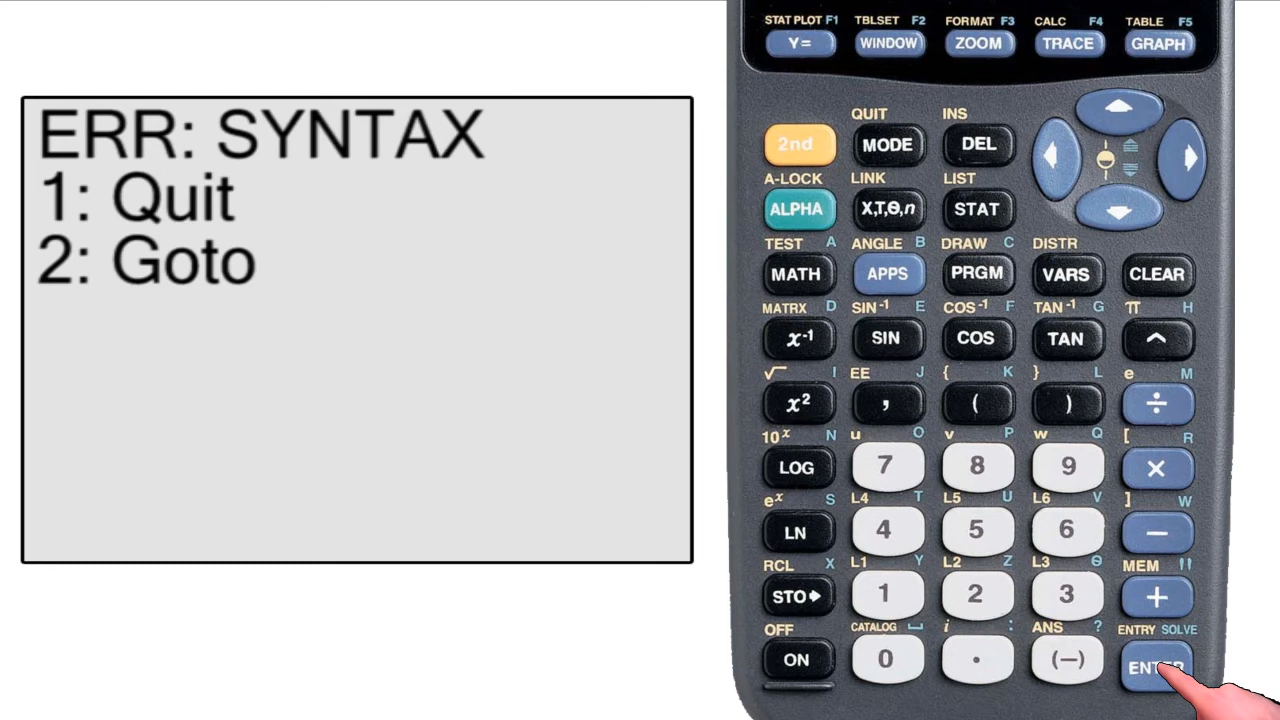 ERR: SYNTAX
1: Quit
2: Goto
STAT PLOT F1 TBLSET F2 FORMAT F3 CALC F4 TABLE F5
Y= WINDOW ZOOM TRACE GRAPH
QUIT INS
2nd MODE DEL
A-LOCK LINK LIST
ALPHA X,T,Θ,n STAT
TEST A ANGLE B DRAW C DISTR
MATH APPS PRGM VARS CLEAR
MATRX D SIN⁻¹ E COS⁻¹ F TAN⁻¹ G π H
x⁻¹ SIN COS TAN ^
√ I EE J { K } L e M
x² , ( ) ÷
10ˣ N u O v P w Q [ R
LOG 7 8 9 ×
eˣ S L4 T L5 U L6 V ] W
LN 4 5 6 −
RCL X L1 Y L2 Z L3 Θ MEM "
STO▶ 1 2 3 +
OFF CATALOG ⎵ i : ANS ? ENTRY SOLVE
ON 0 . (−) ENTER